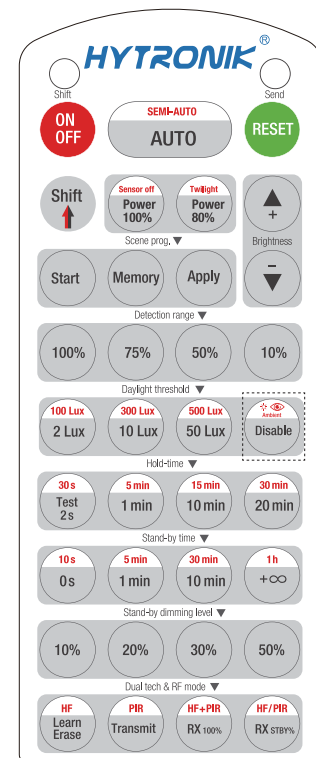 HYTRONIK®
Shift
Send
ON
OFF
SEMI-AUTO
AUTO
RESET
Shift
Sensor off
Power
100%
Twilight
Power
80%
+
Brightness
−
Scene prog. ▼
Start
Memory
Apply
Detection range ▼
100%
75%
50%
10%
Daylight threshold ▼
100 Lux
2 Lux
300 Lux
10 Lux
500 Lux
50 Lux
Ambient
Disable
Hold-time ▼
30 s
Test
2 s
5 min
1 min
15 min
10 min
30 min
20 min
Stand-by time ▼
10 s
0 s
5 min
1 min
30 min
10 min
1 h
+∞
Stand-by dimming level ▼
10%
20%
30%
50%
Dual tech & RF mode ▼
HF
Learn
Erase
PIR
Transmit
HF+PIR
RX 100%
HF/PIR
RX STBY%